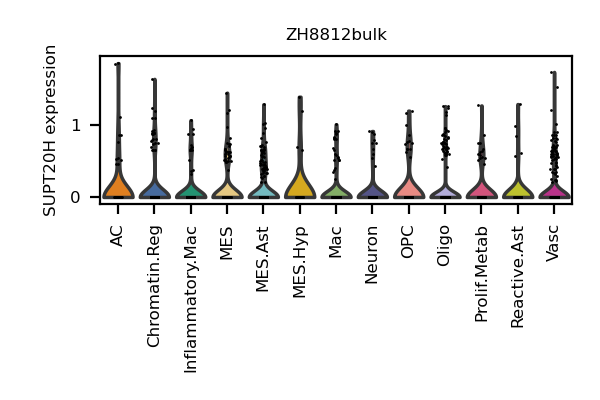 ZH8812bulk
SUPT20H expression
1
0
AC
Chromatin.Reg
Inflammatory.Mac
MES
MES.Ast
MES.Hyp
Mac
Neuron
OPC
Oligo
Prolif.Metab
Reactive.Ast
Vasc